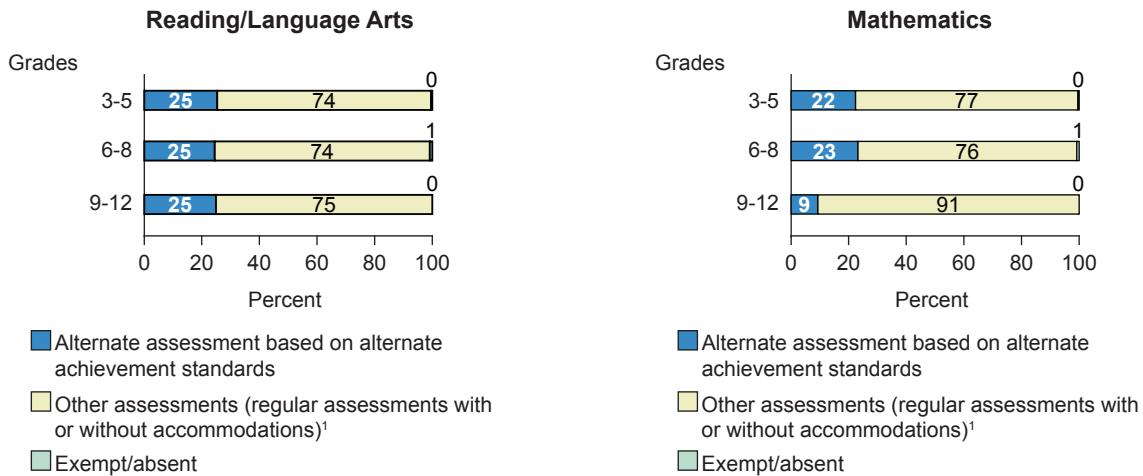 Reading/Language Arts
Grades
0
3-5
25
74
1
6-8
25
74
0
9-12
25
75
0 20 40 60 80 100
Percent
Alternate assessment based on alternate
achievement standards
Other assessments (regular assessments with
or without accommodations)¹
Exempt/absent
Mathematics
Grades
0
3-5
22
77
1
6-8
23
76
0
9-12
9
91
0 20 40 60 80 100
Percent
Alternate assessment based on alternate
achievement standards
Other assessments (regular assessments with
or without accommodations)¹
Exempt/absent